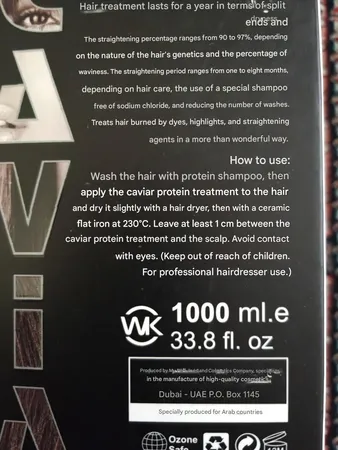 Hair treatment lasts for a year in terms of split
ends and
The straightening percentage ranges from 90 to 97%, depending
on the nature of the hair's genetics and the percentage of
waviness. The straightening period ranges from one to eight months,
depending on hair care, the use of a special shampoo
free of sodium chloride, and reducing the number of washes.
Treats hair burned by dyes, highlights, and straightening
agents in a more than wonderful way.
How to use:
Wash the hair with protein shampoo, then
apply the caviar protein treatment to the hair
and dry it slightly with a hair dryer, then with a ceramic
flat iron at 230°C. Leave at least 1 cm between the
caviar protein treatment and the scalp. Avoid contact
with eyes. (Keep out of reach of children.
For professional hairdresser use.)
WK
1000 ml.e
33.8 fl. oz
Produced by Cosmetics Company,
in the manufacture of high-quality cosmetics
Dubai - UAE P.O. Box 1145
Specially produced for Arab countries
Ozone